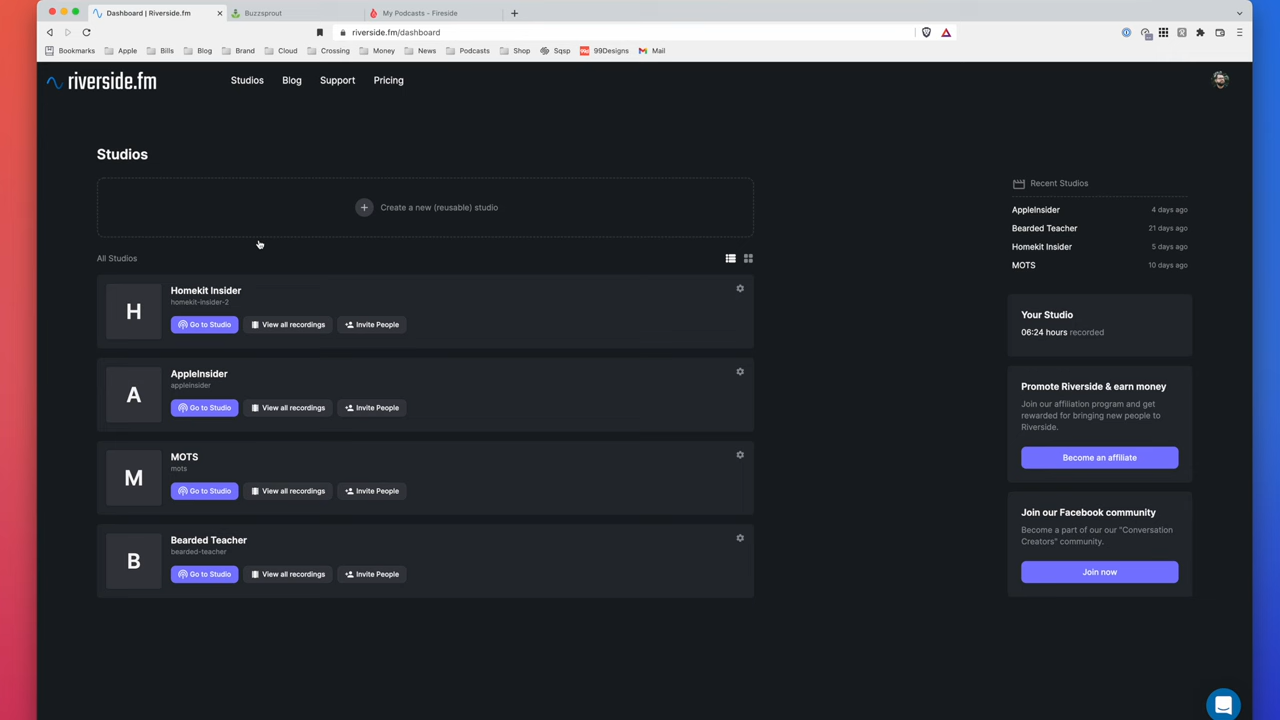 Dashboard | Riverside.fm
Buzzsprout
My Podcasts - Fireside
riverside.fm/dashboard
Bookmarks Apple Bills Blog Brand Cloud Crossing Money News Podcasts Shop Sqsp 99Designs Mail
riverside.fm
Studios Blog Support Pricing
Studios
Create a new (reusable) studio
All Studios
H
Homekit Insider
homekit-insider-2
Go to Studio View all recordings Invite People
A
AppleInsider
appleinsider
Go to Studio View all recordings Invite People
M
MOTS
mots
Go to Studio View all recordings Invite People
B
Bearded Teacher
bearded-teacher
Go to Studio View all recordings Invite People
Recent Studios
AppleInsider 4 days ago
Bearded Teacher 21 days ago
Homekit Insider 5 days ago
MOTS 10 days ago
Your Studio
06:24 hours recorded
Promote Riverside & earn money
Join our affiliation program and get
rewarded for bringing new people to
Riverside.
Become an affiliate
Join our Facebook community
Become a part of our our "Conversation
Creators" community.
Join now